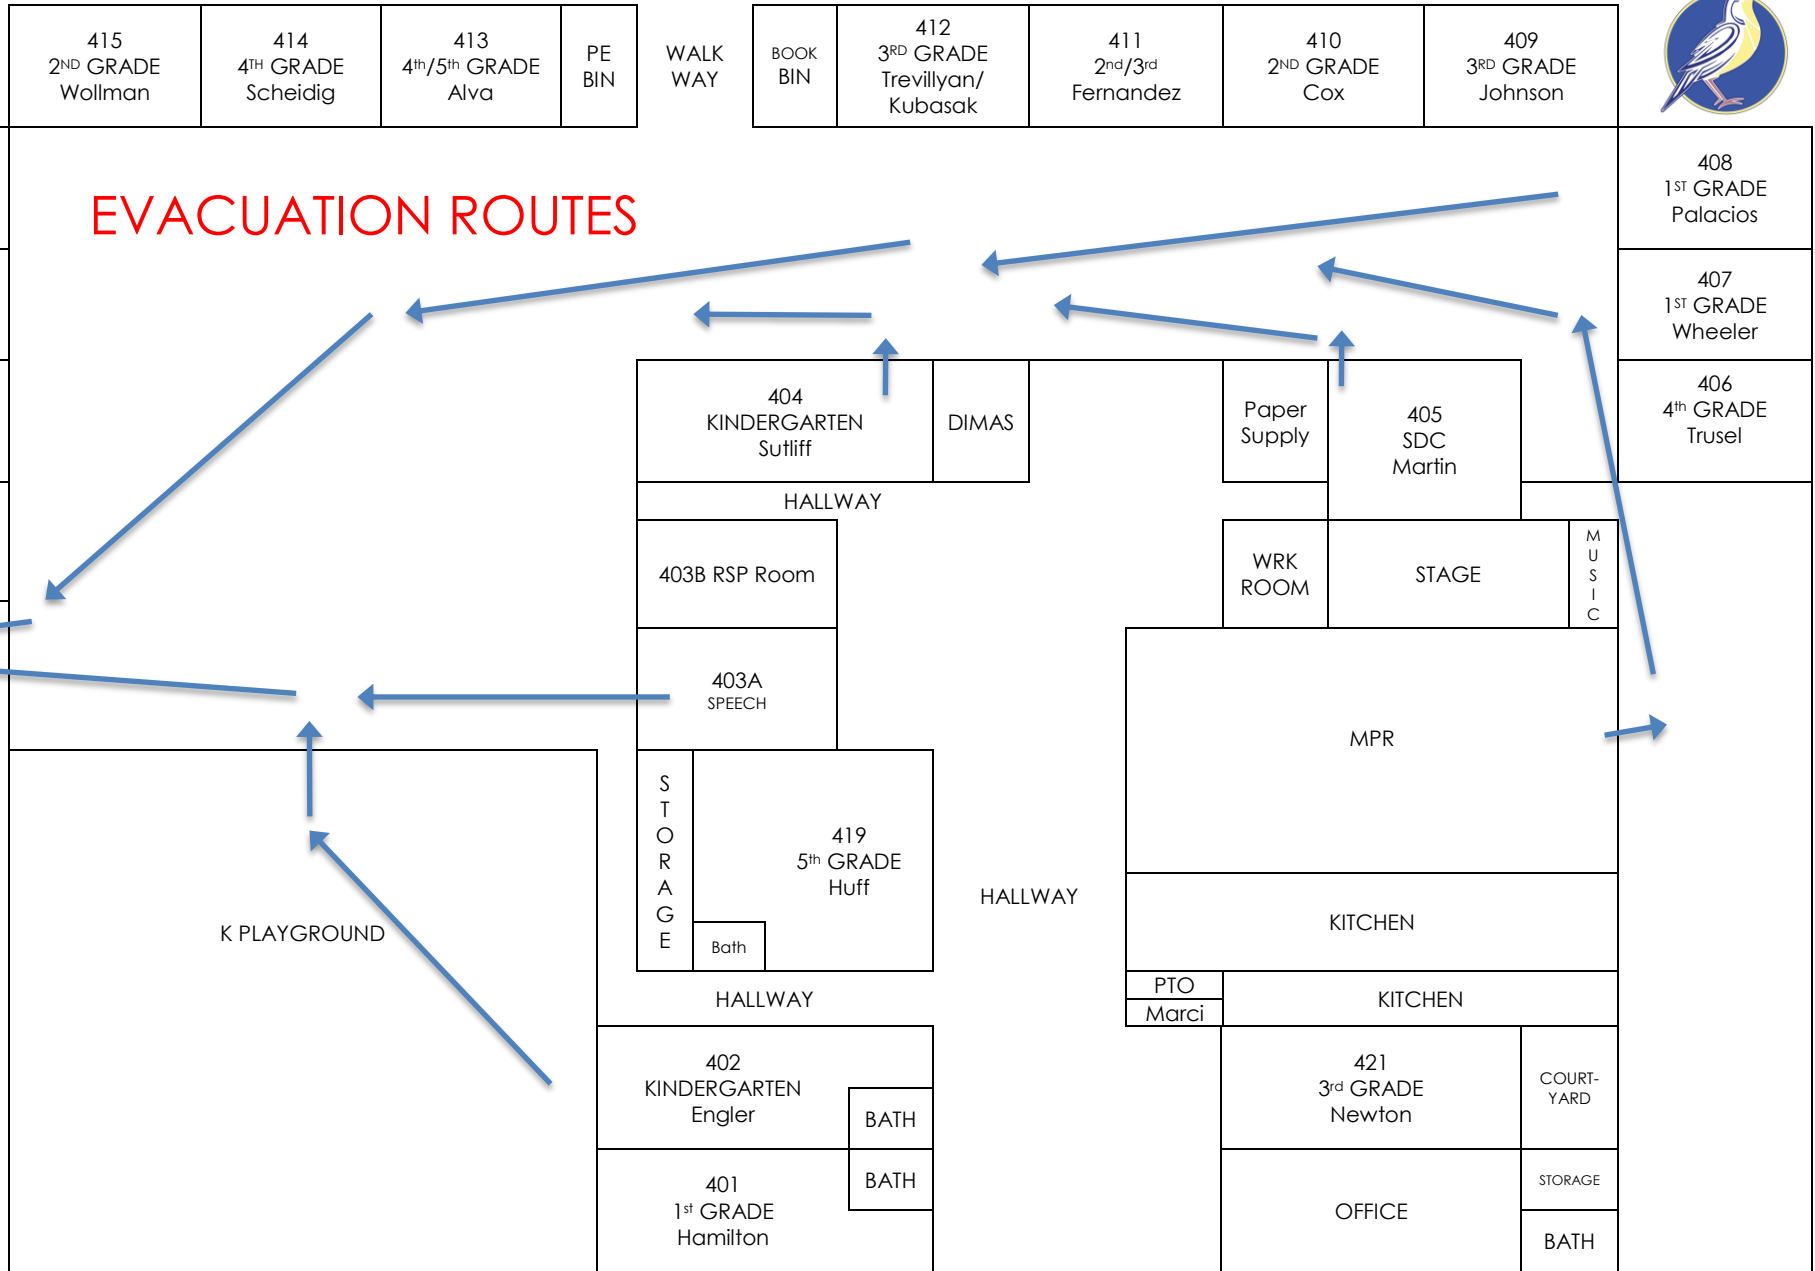 415
2ND GRADE
Wollman
414
4TH GRADE
Scheidig
413
4th/5th GRADE
Alva
PE
BIN
WALK
WAY
BOOK
BIN
412
3RD GRADE
Trevillyan/
Kubasak
411
2nd/3rd
Fernandez
410
2ND GRADE
Cox
409
3RD GRADE
Johnson
408
1ST GRADE
Palacios
EVACUATION ROUTES
407
1ST GRADE
Wheeler
406
4th GRADE
Trusel
404
KINDERGARTEN
Sutliff
DIMAS
Paper
Supply
405
SDC
Martin
HALLWAY
403B RSP Room
WRK
ROOM
STAGE
M
U
S
I
C
403A
SPEECH
MPR
S
T
O
R
A
G
E
419
5th GRADE
Huff
Bath
HALLWAY
K PLAYGROUND
KITCHEN
HALLWAY
PTO
Marci
KITCHEN
402
KINDERGARTEN
Engler
BATH
421
3rd GRADE
Newton
COURT-
YARD
401
1st GRADE
Hamilton
BATH
OFFICE
STORAGE
BATH